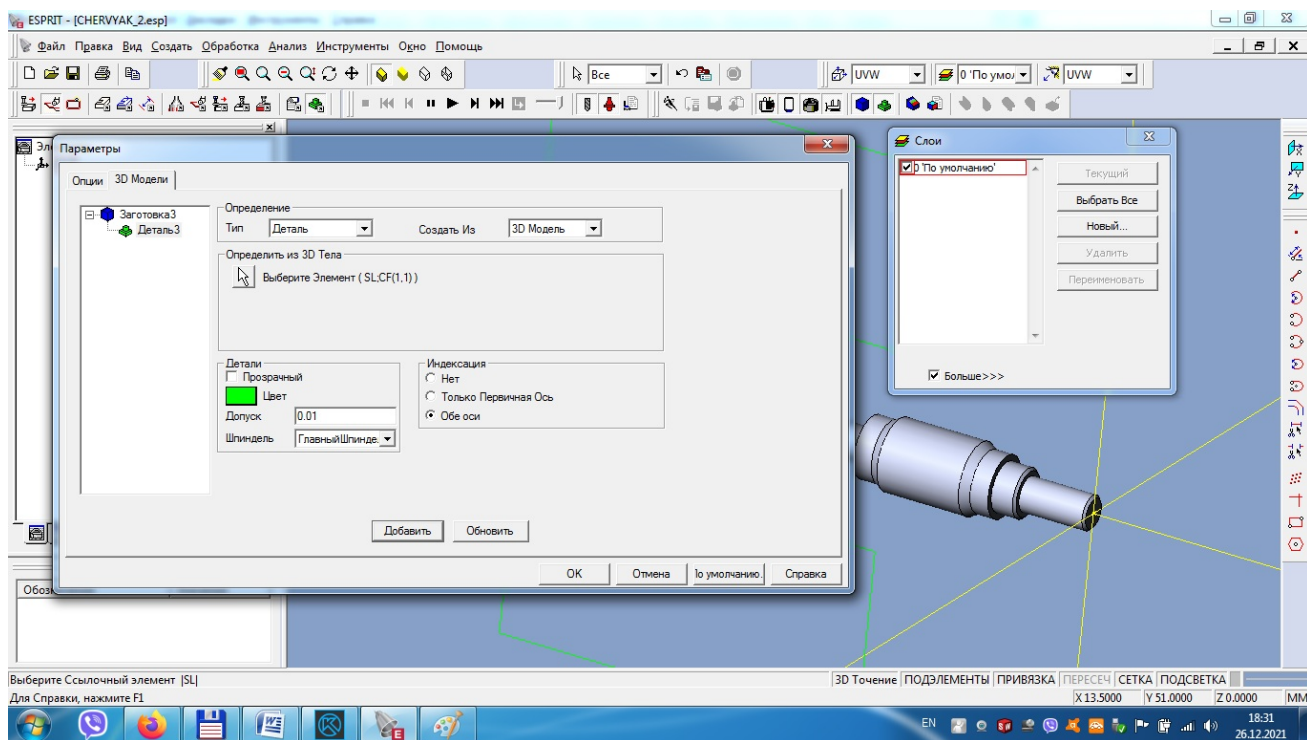 ESPRIT - [CHERVYAK_2.esp]
Файл Правка Вид Создать Обработка Анализ Инструменты Окно Помощь
Все
UVW
0 'По умол
UVW
Параметры
Опции
3D Модели
Заготовка3
Деталь3
Определение
Тип Деталь Создать Из 3D Модель
Определить из 3D Тела
Выберите Элемент ( SL;CF(1,1) )
Детали
Прозрачный
Цвет
Допуск 0.01
Шпиндель ГлавныйШпинде.
Индексация
Нет
Только Первичная Ось
Обе оси
Добавить Обновить
OK Отмена По умолчанию. Справка
Слои
0 'По умолчанию'
Текущий
Выбрать Все
Новый...
Удалить
Переименовать
Больше>>>
Выберите Ссылочный элемент |SL|
3D Точение ПОДЭЛЕМЕНТЫ ПРИВЯЗКА ПЕРЕСЕЧ СЕТКА ПОДСВЕТКА
Для Справки, нажмите F1
X 13.5000 Y 51.0000 Z 0.0000 MM
EN
18:31
26.12.2021